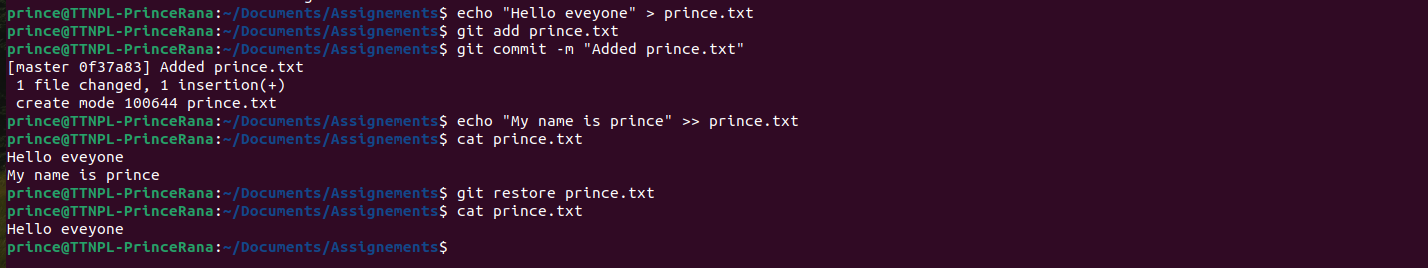 prince@TTNPL-PrinceRana:~/Documents/Assignements$ echo "Hello eveyone" > prince.txt
prince@TTNPL-PrinceRana:~/Documents/Assignements$ git add prince.txt
prince@TTNPL-PrinceRana:~/Documents/Assignements$ git commit -m "Added prince.txt"
[master 0f37a83] Added prince.txt
 1 file changed, 1 insertion(+)
 create mode 100644 prince.txt
prince@TTNPL-PrinceRana:~/Documents/Assignements$ echo "My name is prince" >> prince.txt
prince@TTNPL-PrinceRana:~/Documents/Assignements$ cat prince.txt
Hello eveyone
My name is prince
prince@TTNPL-PrinceRana:~/Documents/Assignements$ git restore prince.txt
prince@TTNPL-PrinceRana:~/Documents/Assignements$ cat prince.txt
Hello eveyone
prince@TTNPL-PrinceRana:~/Documents/Assignements$